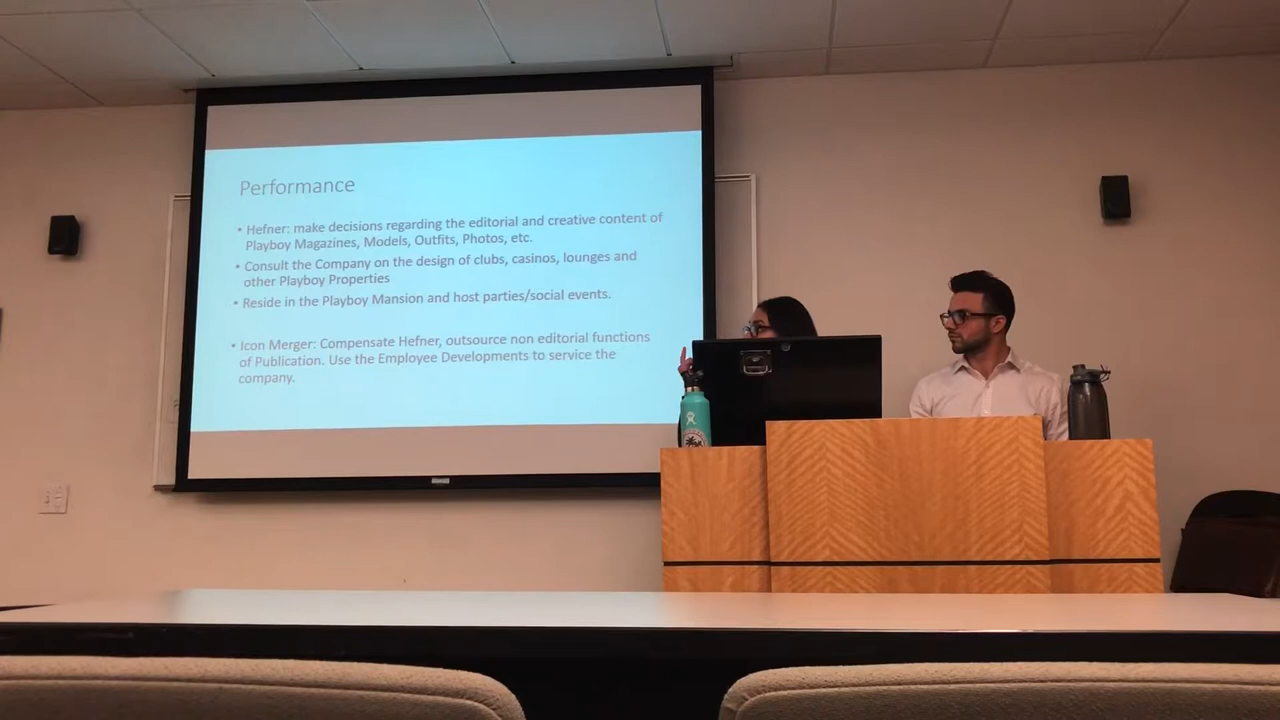 Performance
• Hefner: make decisions regarding the editorial and creative content of
Playboy Magazines, Models, Outfits, Photos, etc.
• Consult the Company on the design of clubs, casinos, lounges and
other Playboy Properties
• Reside in the Playboy Mansion and host parties/social events.
• Icon Merger: Compensate Hefner, outsource non editorial functions
of Publication. Use the Employee Developments to service the
company.